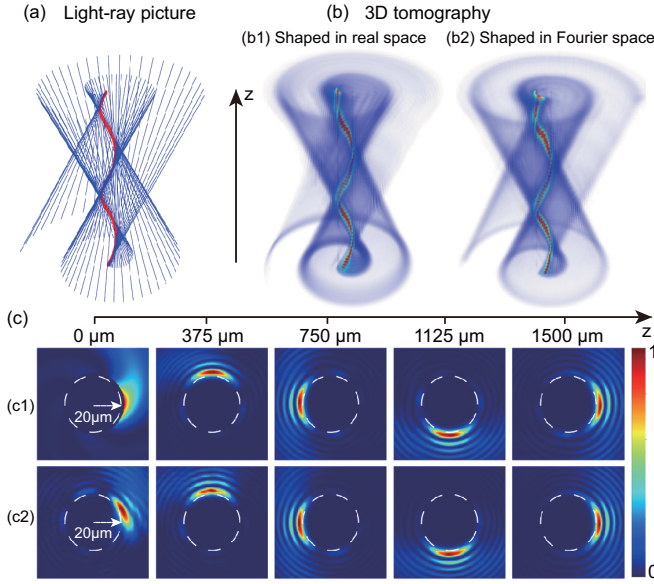 (a) Light-ray picture
(b) 3D tomography
(b1) Shaped in real space
(b2) Shaped in Fourier space
z
(c)
0 μm 375 μm 750 μm 1125 μm 1500 μm
z
(c1)
20μm
1
(c2)
20μm
0